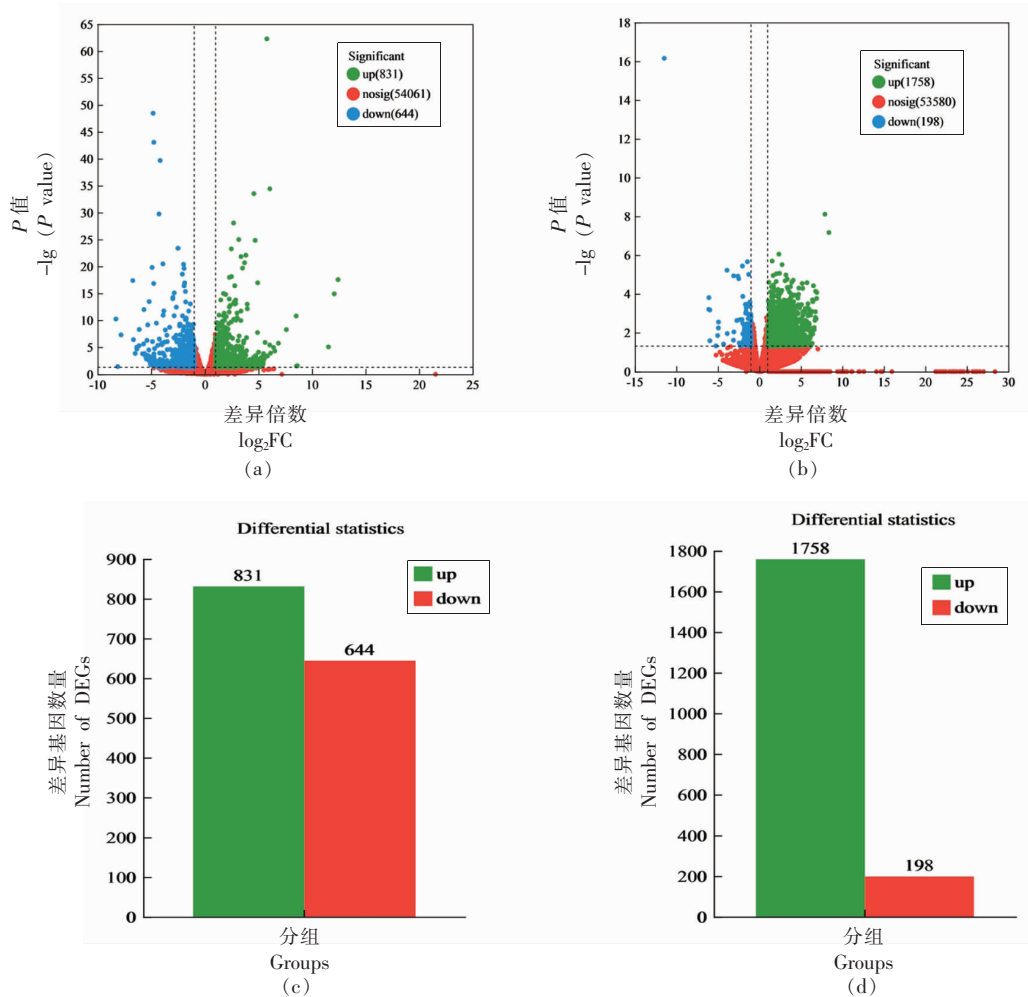 65
60
55
50
45
40
35
30
25
20
15
10
5
0
P 值
-lg (P value)
Significant
up(831)
nosig(54061)
down(644)
-10
-5
0
5
10
15
20
25
差异倍数
log₂FC
(a)
18
16
14
12
10
8
6
4
2
0
P 值
-lg (P value)
Significant
up(1758)
nosig(53580)
down(198)
-15
-10
-5
0
5
10
15
20
25
30
差异倍数
log₂FC
(b)
Differential statistics
900
800
700
600
500
400
300
200
100
0
差异基因数量
Number of DEGs
831
644
up
down
分组
Groups
(c)
Differential statistics
1800
1600
1400
1200
1000
800
600
400
200
0
差异基因数量
Number of DEGs
1758
198
up
down
分组
Groups
(d)